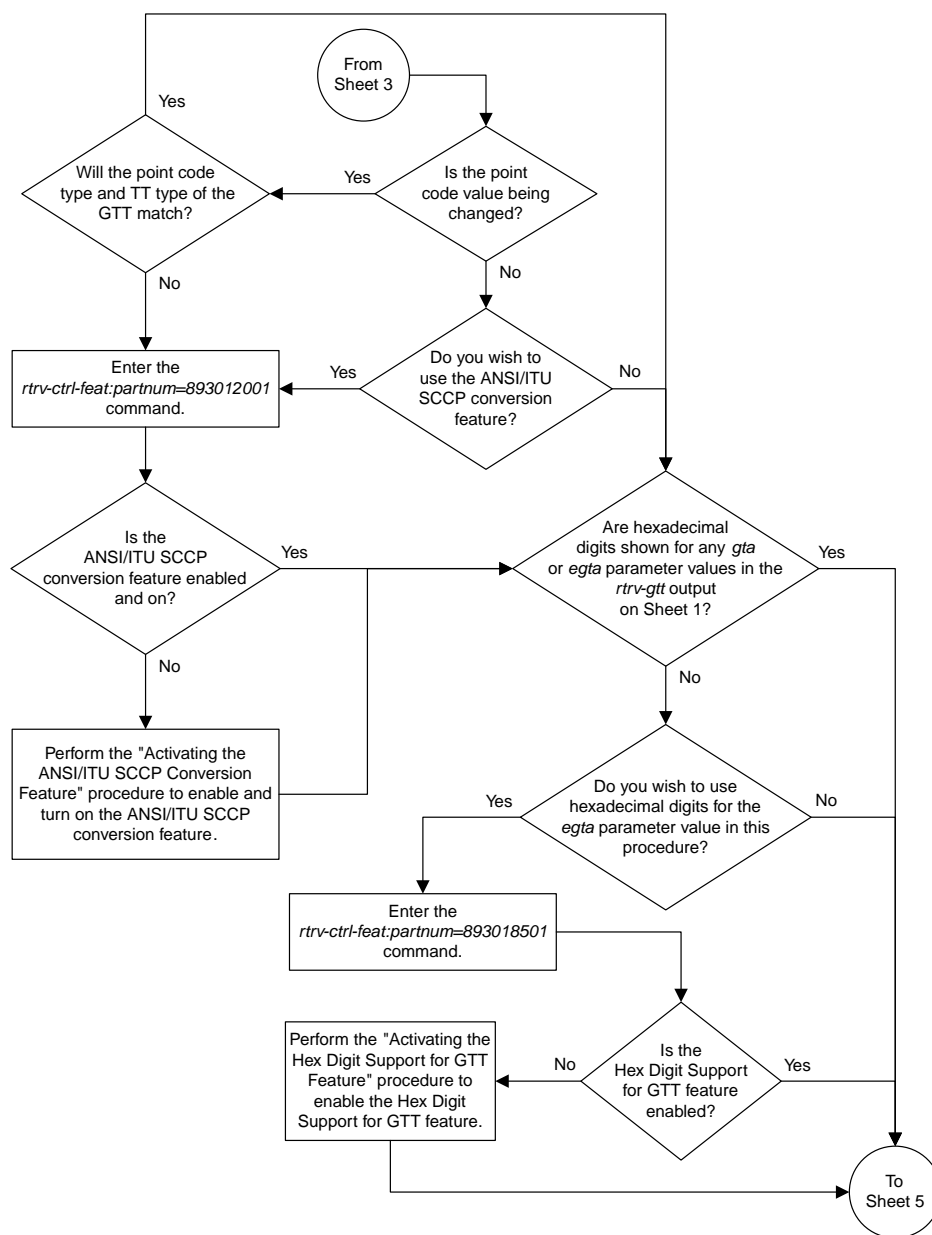 From
Sheet 3
Yes
Will the point code
type and TT type of the
GTT match?
Yes
Is the point
code value being
changed?
No
No
Enter the
rtrv-ctrl-feat:partnum=893012001
command.
Yes
Do you wish to
use the ANSI/ITU
SCCP conversion
feature?
No
Is the
ANSI/ITU SCCP
conversion feature enabled
and on?
Yes
Are hexadecimal
digits shown for any gta
or egta parameter values in the
rtrv-gtt output
on Sheet 1?
Yes
No
No
Perform the "Activating the
ANSI/ITU SCCP Conversion
Feature" procedure to enable and
turn on the ANSI/ITU SCCP
conversion feature.
Yes
Do you wish to use
hexadecimal digits for the
egta parameter value in this
procedure?
No
Enter the
rtrv-ctrl-feat:partnum=893018501
command.
Perform the "Activating the
Hex Digit Support for GTT
Feature" procedure to
enable the Hex Digit
Support for GTT feature.
No
Is the
Hex Digit Support
for GTT feature
enabled?
Yes
To
Sheet 5